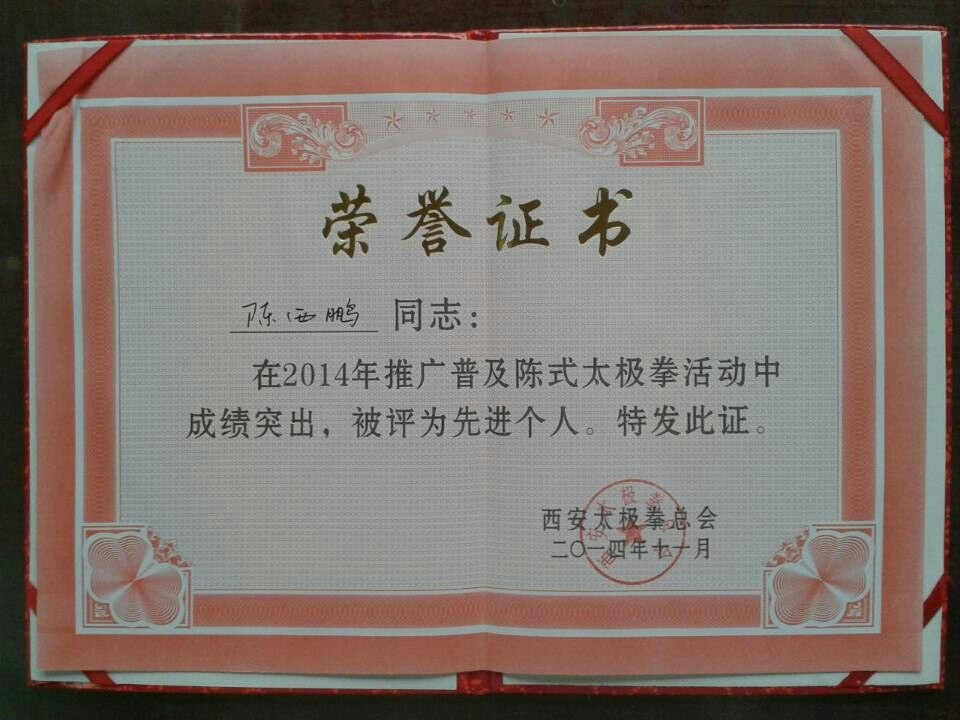 荣誉证书
陈西鹏 同志:
在2014年推广普及陈式太极拳活动中
成绩突出，被评为先进个人。特发此证。
西安太极拳总会
二〇一四年十一月